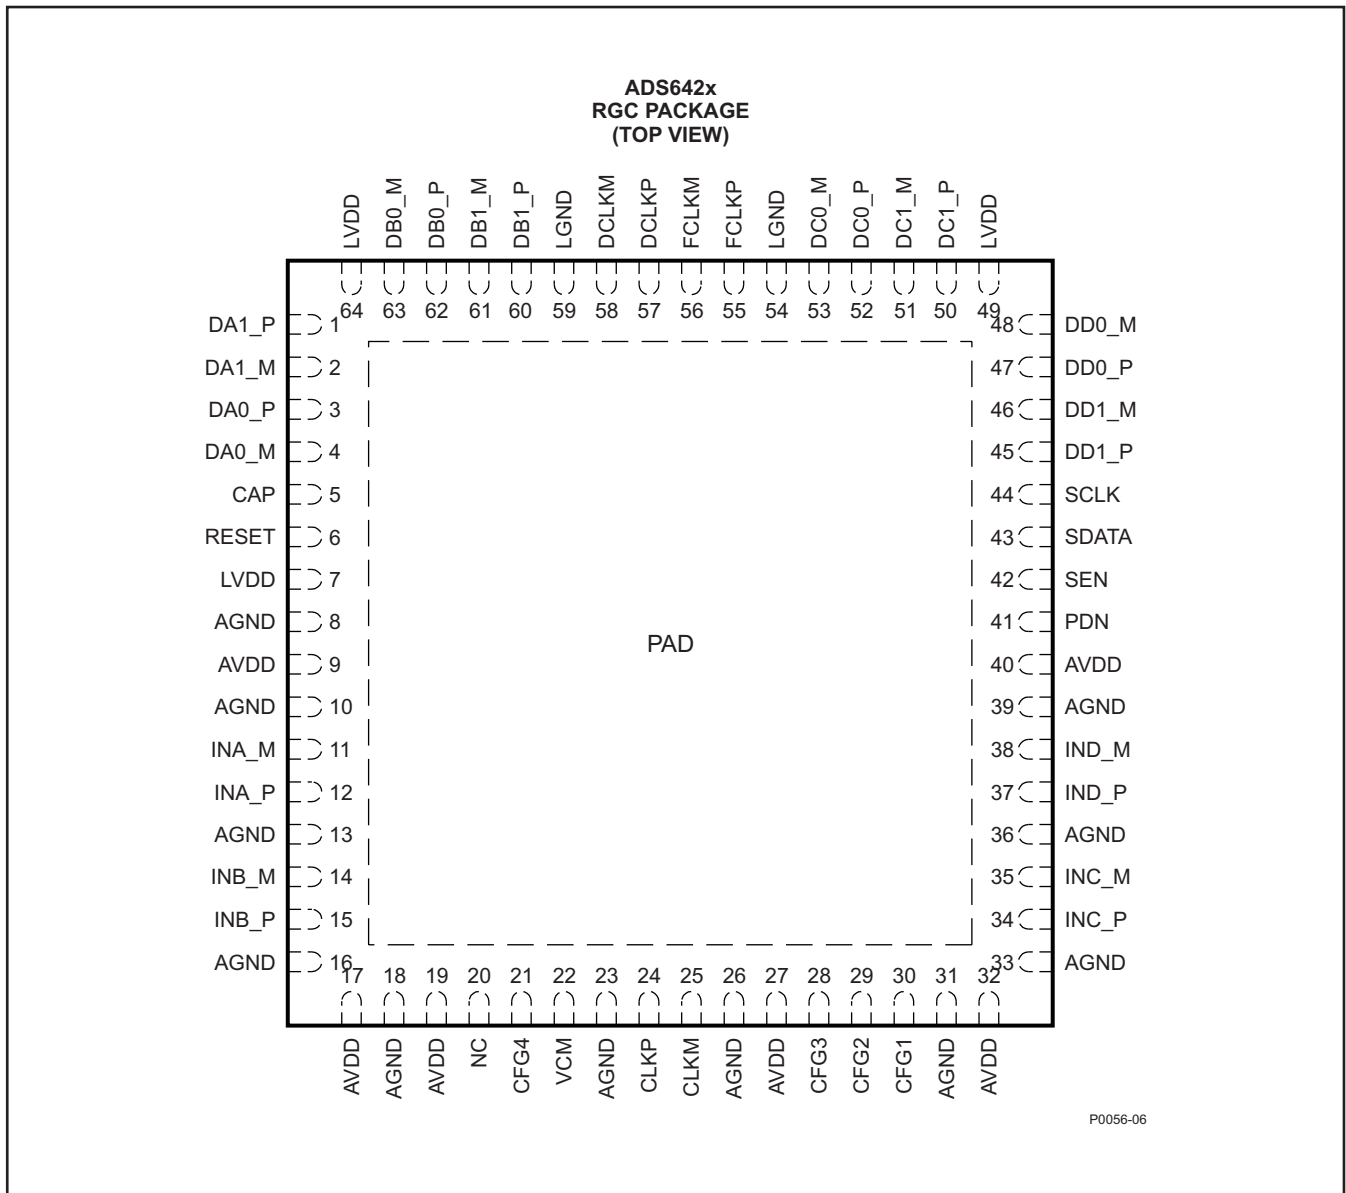 ADS642x
RGC PACKAGE
(TOP VIEW)
LVDD
DB0_M
DB0_P
DB1_M
DB1_P
LGND
DCLKM
DCLKP
FCLKM
FCLKP
LGND
DC0_M
DC0_P
DC1_M
DC1_P
LVDD
64 63 62 61 60 59 58 57 56 55 54 53 52 51 50 49
DA1_P 1
DA1_M 2
DA0_P 3
DA0_M 4
CAP 5
RESET 6
LVDD 7
AGND 8
AVDD 9
AGND 10
INA_M 11
INA_P 12
AGND 13
INB_M 14
INB_P 15
AGND 16
PAD
48 DD0_M
47 DD0_P
46 DD1_M
45 DD1_P
44 SCLK
43 SDATA
42 SEN
41 PDN
40 AVDD
39 AGND
38 IND_M
37 IND_P
36 AGND
35 INC_M
34 INC_P
33 AGND
17 18 19 20 21 22 23 24 25 26 27 28 29 30 31 32
AVDD
AGND
AVDD
NC
CFG4
VCM
AGND
CLKP
CLKM
AGND
AVDD
CFG3
CFG2
CFG1
AGND
AVDD
P0056-06